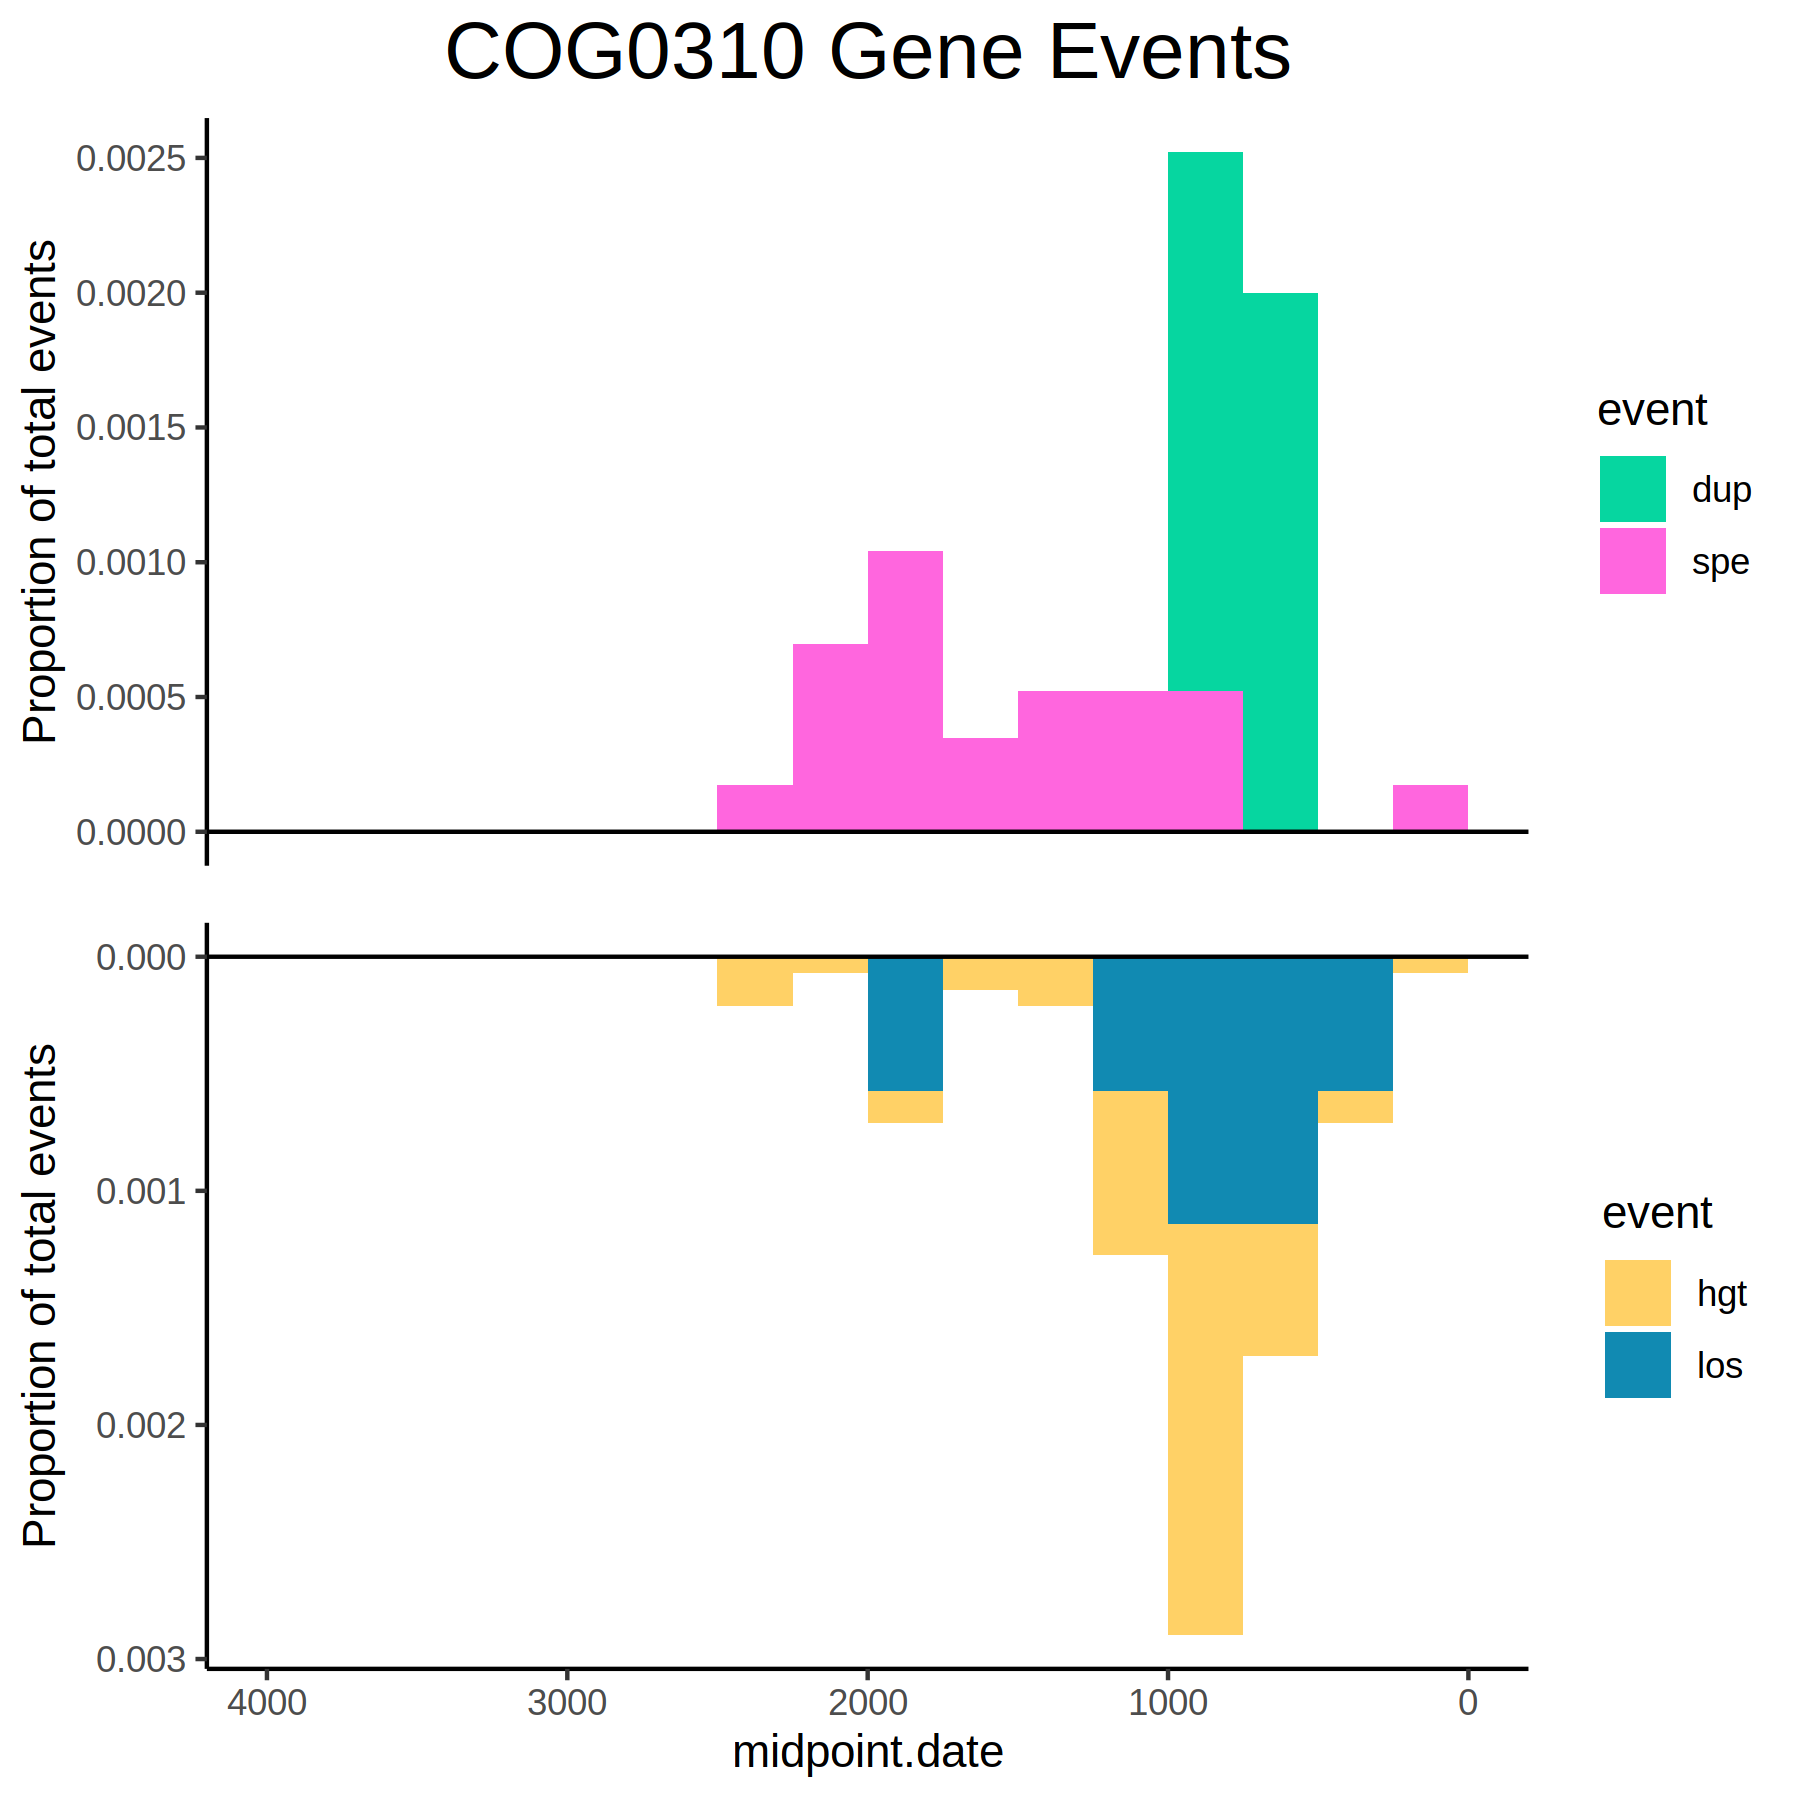 COG0310 Gene Events
Proportion of total events
0.0025
0.0020
0.0015
0.0010
0.0005
0.0000
event
dup
spe
Proportion of total events
0.000
0.001
0.002
0.003
event
hgt
los
4000 3000 2000 1000 0
midpoint.date